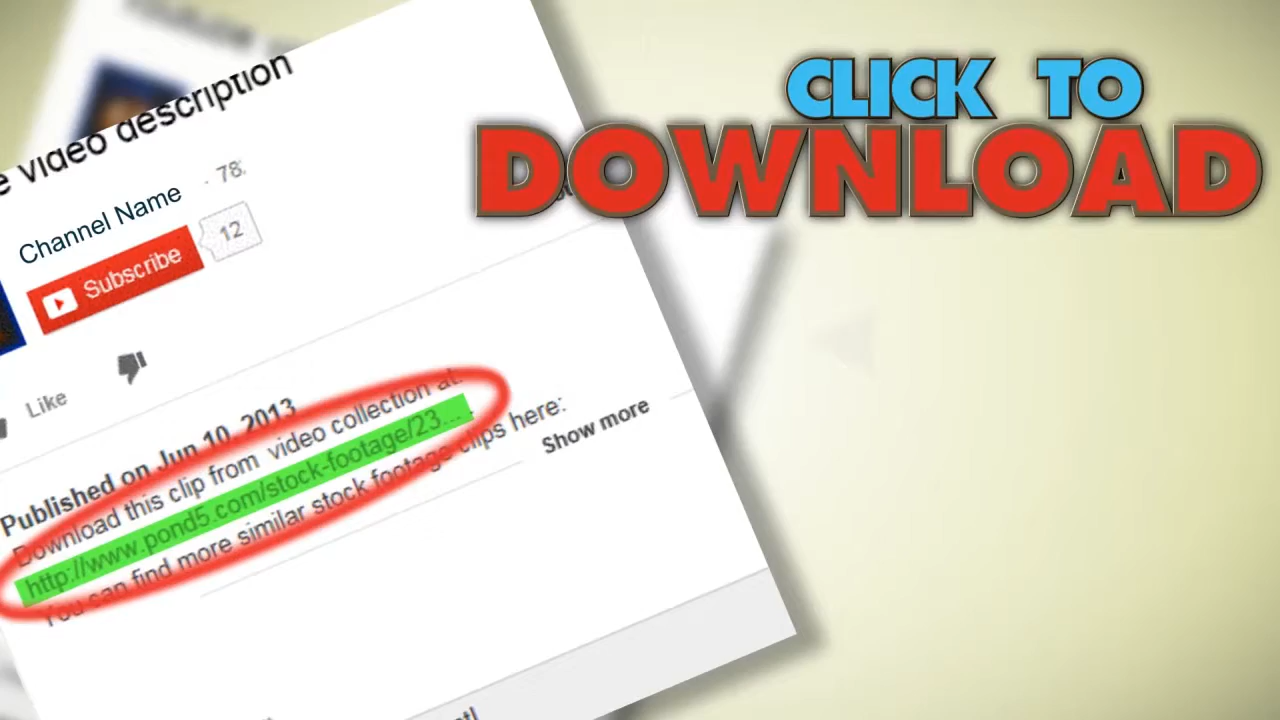 CLICK TO
DOWNLOAD
video description
Channel Name
Subscribe
12
Like
Published on Jun 10, 2013
Download this clip from video collection at:
http://www.pond5.com/stock-footage/23...
You can find more similar stock footage clips here:
Show more